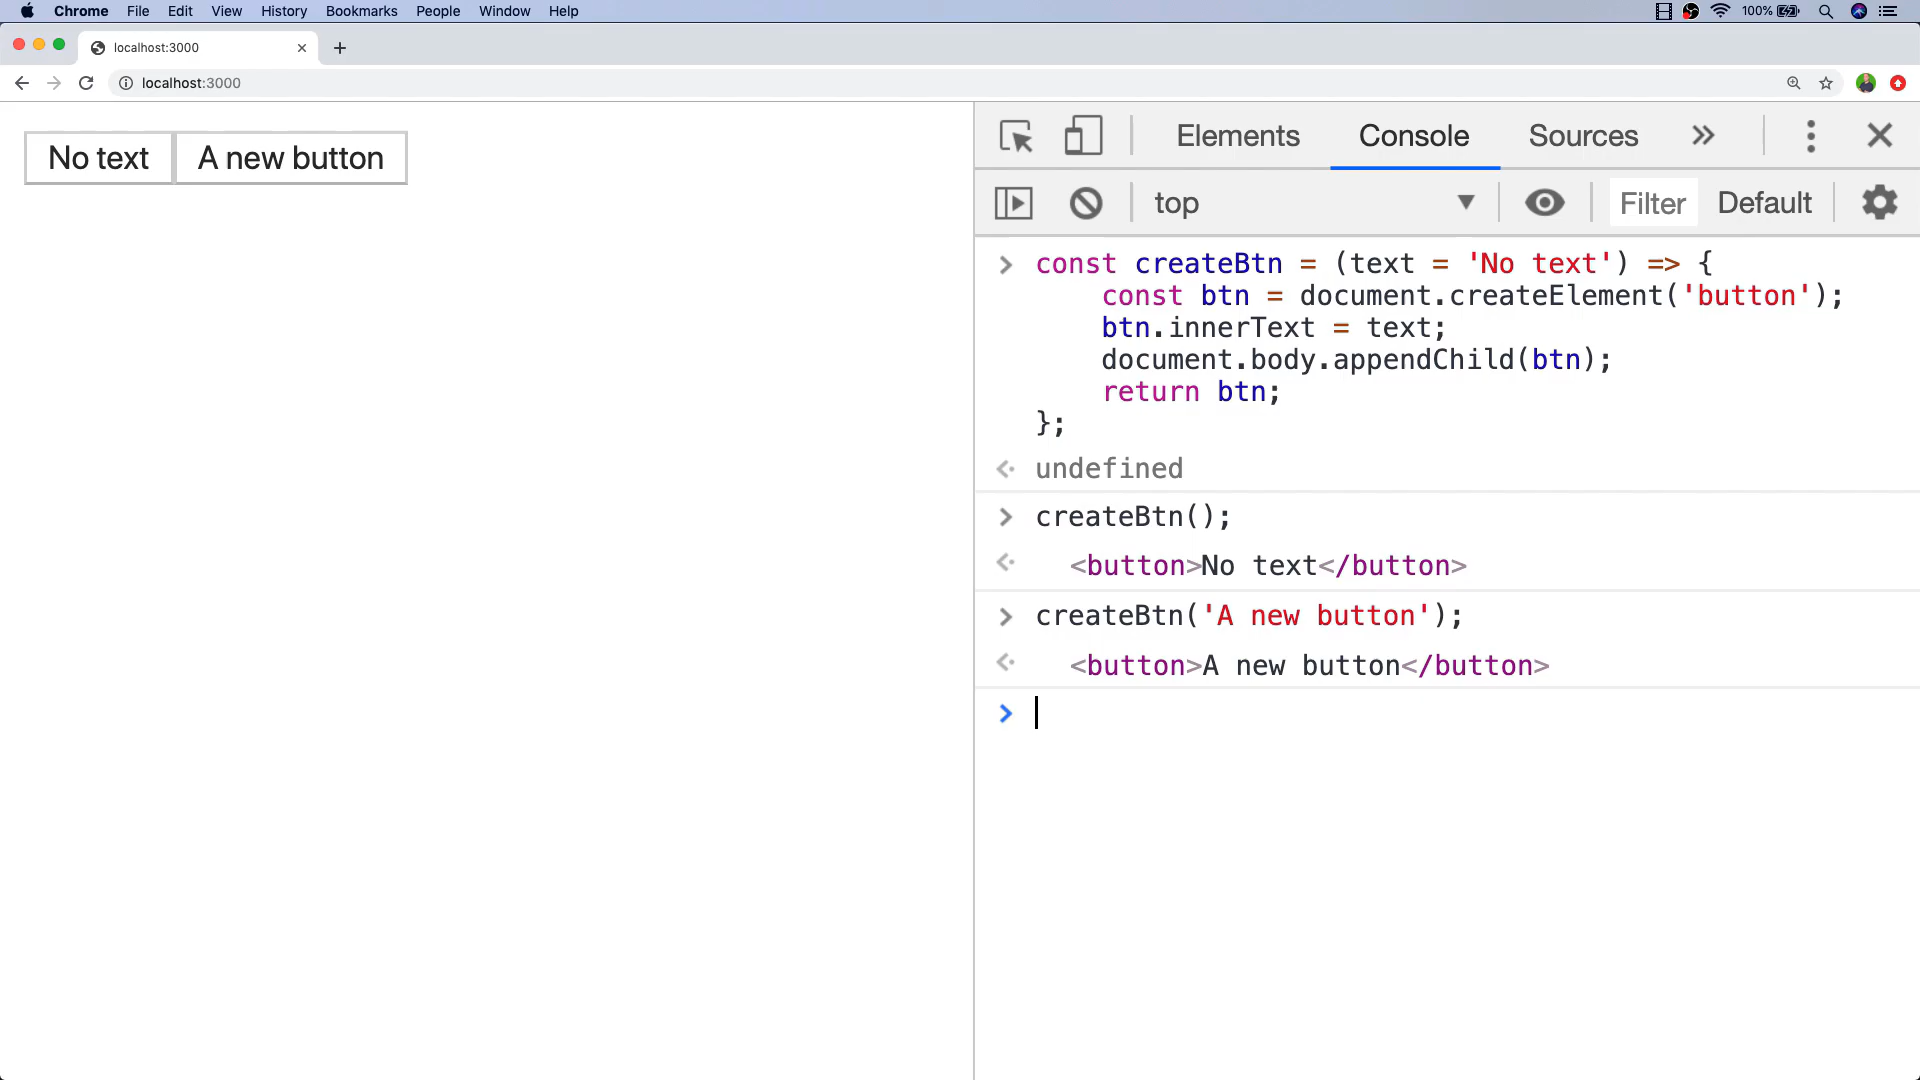 Chrome File Edit View History Bookmarks People Window Help 100%
localhost:3000
localhost:3000
No text A new button
Elements Console Sources
top Filter Default
const createBtn = (text = 'No text') => {
const btn = document.createElement('button');
btn.innerText = text;
document.body.appendChild(btn);
return btn;
};
undefined
createBtn();
<button>No text</button>
createBtn('A new button');
<button>A new button</button>